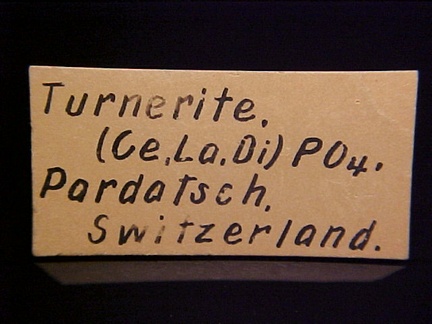 Turnerite.
(Ce,La,Di)PO4.
Pardatsch,
Switzerland.